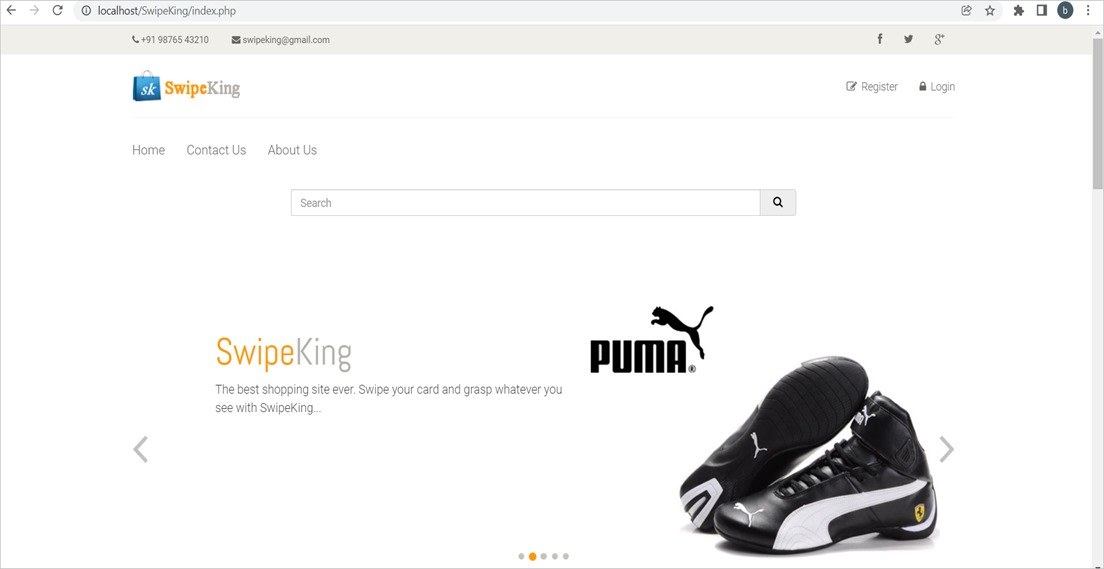 localhost/SwipeKing/index.php
b
+91 98765 43210
swipeking@gmail.com
sk SwipeKing
Register
Login
Home
Contact Us
About Us
Search
PUMA®
SwipeKing
The best shopping site ever. Swipe your card and grasp whatever you
see with SwipeKing...